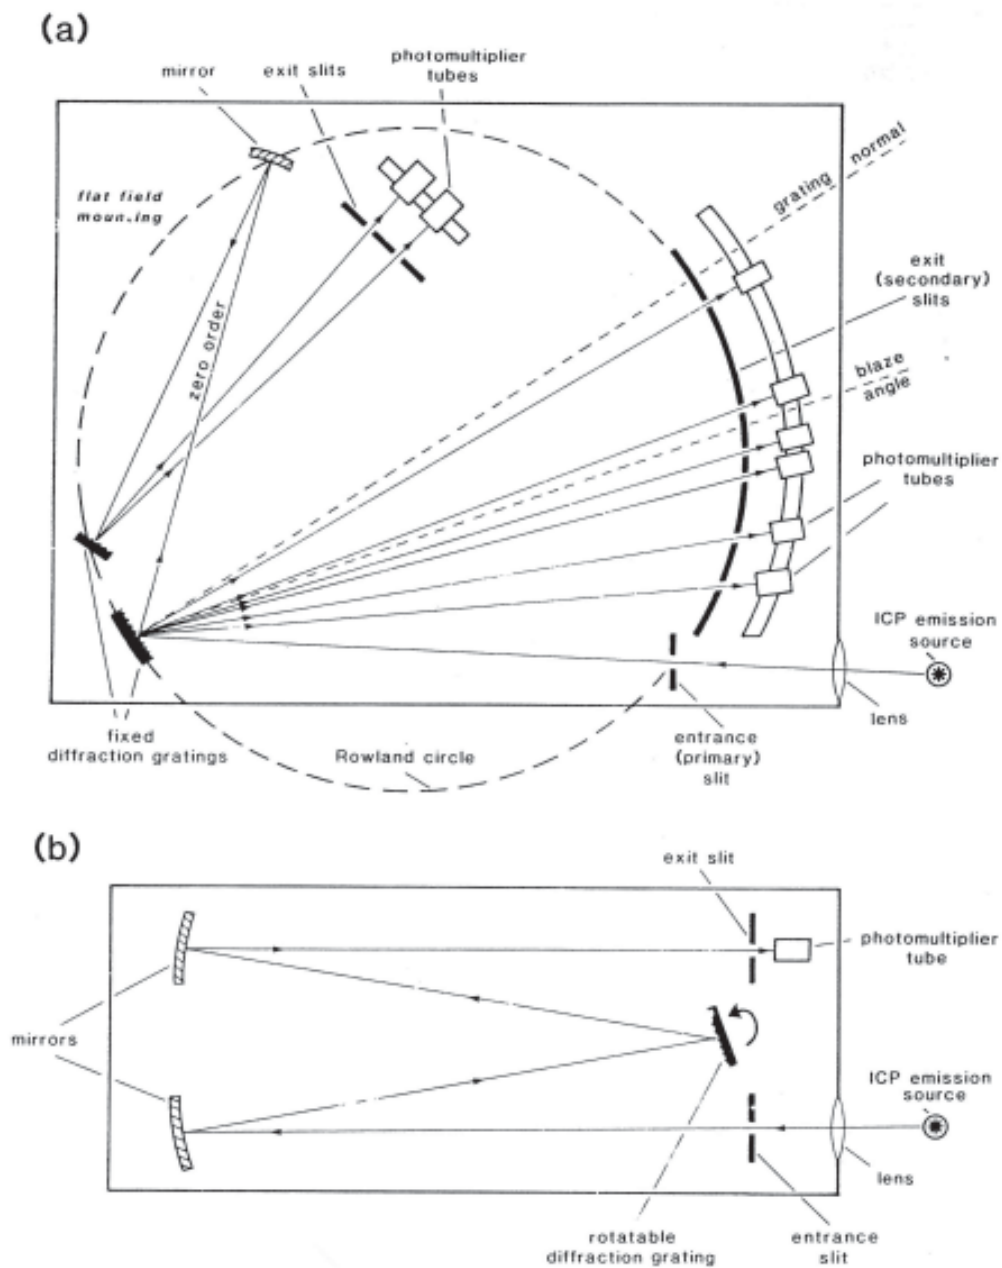 (a)
mirror
exit slits
photomultiplier
tubes
flat field
moun.ing
zero order
grating normal
exit
(secondary)
slits
blaze
angle
photomultiplier
tubes
ICP emission
source
lens
fixed
diffraction gratings
Rowland circle
entrance
(primary)
slit
(b)
exit slit
photomultiplier
tube
mirrors
ICP emission
source
lens
rotatable
diffraction grating
entrance
slit